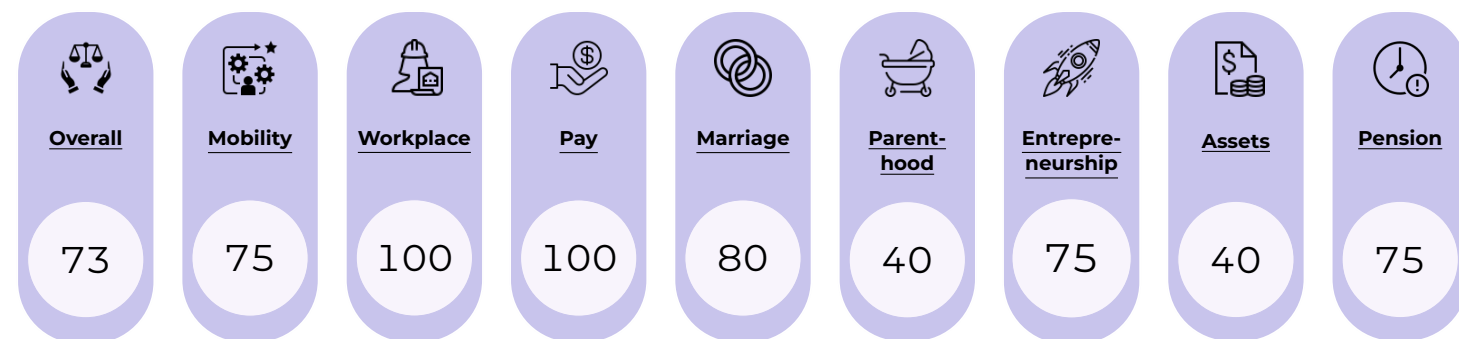 Overall
73
Mobility
75
Workplace
100
Pay
$
100
Marriage
80
Parent-
hood
40
Entrepre-
neurship
75
Assets
$
40
Pension
!
75